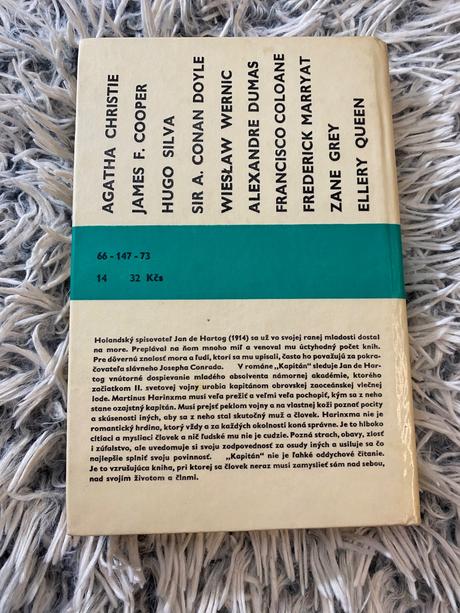 AGATHA CHRISTIE
JAMES F. COOPER
HUGO SILVA
SIR A. CONAN DOYLE
WIESŁAW WERNIC
ALEXANDRE DUMAS
FRANCISCO COLOANE
FREDERICK MARRYAT
ZANE GREY
ELLERY QUEEN
66-147-73
14 32 Kčs
Holandský spisovateľ Jan de Hartog (1914) sa už vo svojej ranej mladosti dostal
na more. Preplával na ňom mnoho míľ a venoval mu úctyhodný počet kníh.
Pre dôvernú znalosť mora a ľudí, ktorí sa mu upísali, často ho považujú za pokra-
čovateľa slávneho Josepha Conrada. V románe „Kapitán" sleduje Jan de Har-
tog vnútorné dospievanie mladého absolventa námornej akadémie, ktorého
začiatkom II. svetovej vojny urobia kapitánom obrovskej zaoceánskej vlečnej
lode. Martinus Harinxma musí veľa prežiť a veľmi veľa pochopiť, kým sa z neho
stane ozajstný kapitán. Musí prejsť peklom vojny a na vlastnej koži poznať pocity
a skúsenosti iných, aby sa z neho stal skutočný muž a človek. Harinxma nie je
romantický hrdina, ktorý vždy a za každých okolností koná správne. Je to hlboko
cítiaci a mysliaci človek a nič ľudské mu nie je cudzie. Pozná strach, obavy, zlosť
i zúfalstvo, ale uvedomuje si svoju zodpovednosť za osudy iných a usiluje sa čo
najlepšie splniť svoju povinnosť. „Kapitán" nie je ľahké oddychové čítanie.
Je to vzrušujúca kniha, pri ktorej sa človek neraz musí zamyslieť sám nad sebou,
nad svojím životom a činmi.